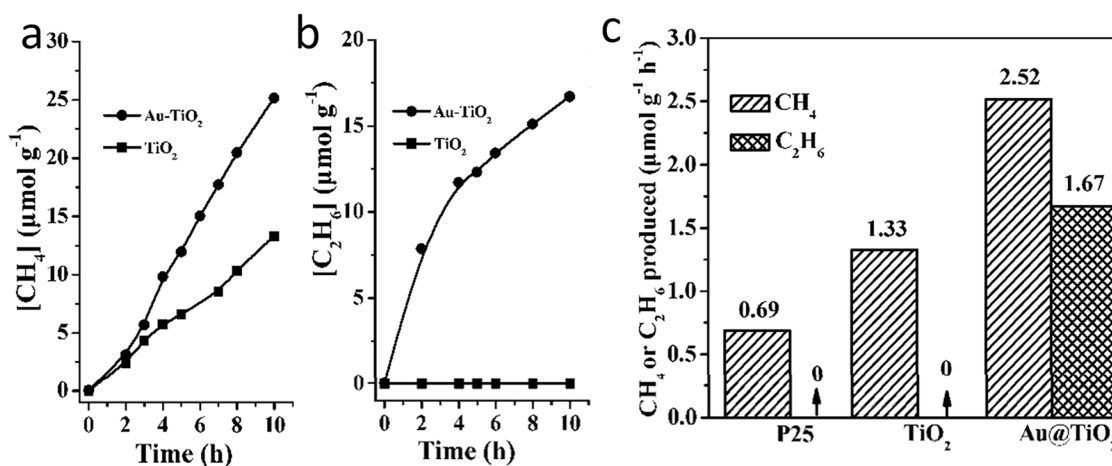 a
[CH₄] (μmol g⁻¹)
30
25
20
15
10
5
0
Au-TiO₂
TiO₂
0 2 4 6 8 10
Time (h)
b
[C₂H₆] (μmol g⁻¹)
20
15
10
5
0
Au-TiO₂
TiO₂
0 2 4 6 8 10
Time (h)
c
CH₄ or C₂H₆ produced (μmol g⁻¹ h⁻¹)
3.0
2.5
2.0
1.5
1.0
0.5
0.0
CH₄
C₂H₆
0.69
0
1.33
0
2.52
1.67
P25 TiO₂ Au@TiO₂